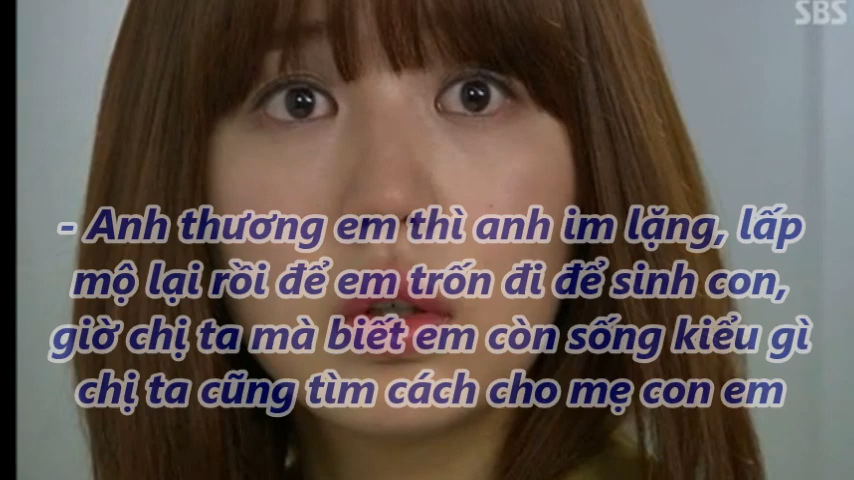 SBS
- Anh thương em thì anh im lặng, lấp
mộ lại rồi để em trốn đi để sinh con,
giờ chị ta mà biết em còn sống kiểu gì
chị ta cũng tìm cách cho mẹ con em